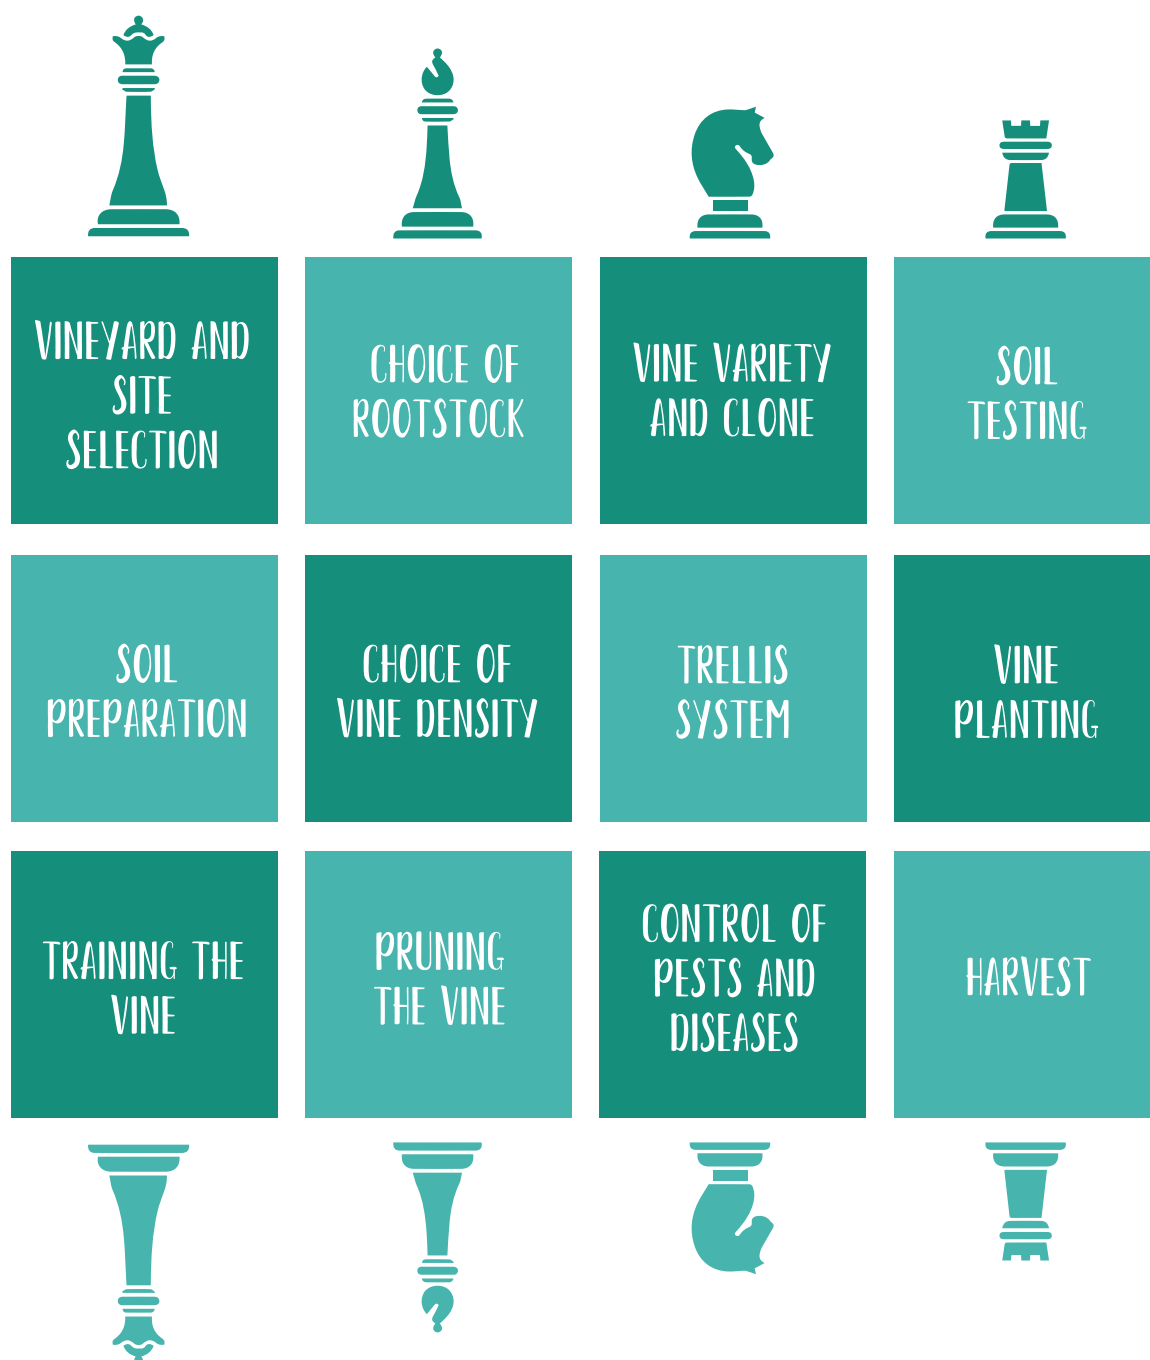 VINEYARD AND
SITE
SELECTION
CHOICE OF
ROOTSTOCK
VINE VARIETY
AND CLONE
SOIL
TESTING
SOIL
PREPARATION
CHOICE OF
VINE DENSITY
TRELLIS
SYSTEM
VINE
PLANTING
TRAINING THE
VINE
PRUNING
THE VINE
CONTROL OF
PESTS AND
DISEASES
HARVEST